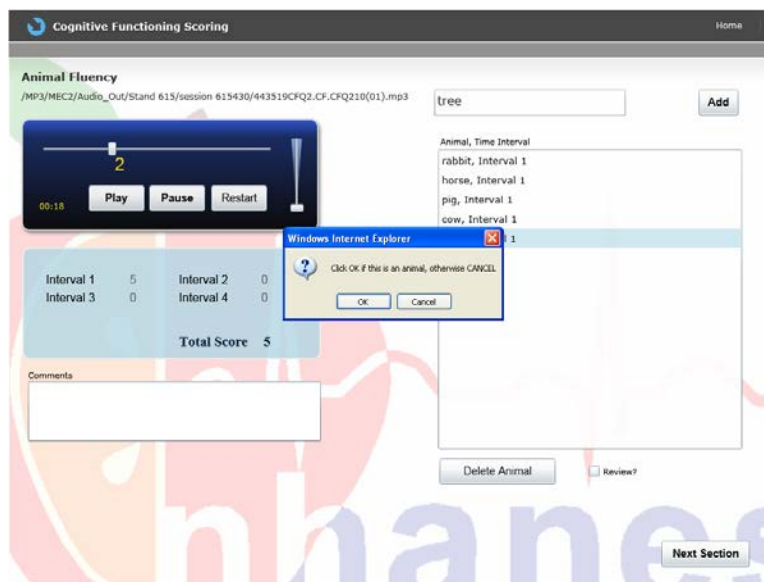 Cognitive Functioning Scoring
Home
Animal Fluency
/MP3/MEC2/Audio_Out/Stand 615/session 615430/443519CFQ2.CF.CFQ210(01).mp3
tree
Add
2
00:18
Play
Pause
Restart
Animal, Time Interval
rabbit, Interval 1
horse, Interval 1
pig, Interval 1
cow, Interval 1
1
Windows Internet Explorer
Click OK if this is an animal, otherwise CANCEL
OK
Cancel
Interval 1 5 Interval 2 0
Interval 3 0 Interval 4 0
Total Score 5
Comments
Delete Animal
Review?
nhanes
Next Section